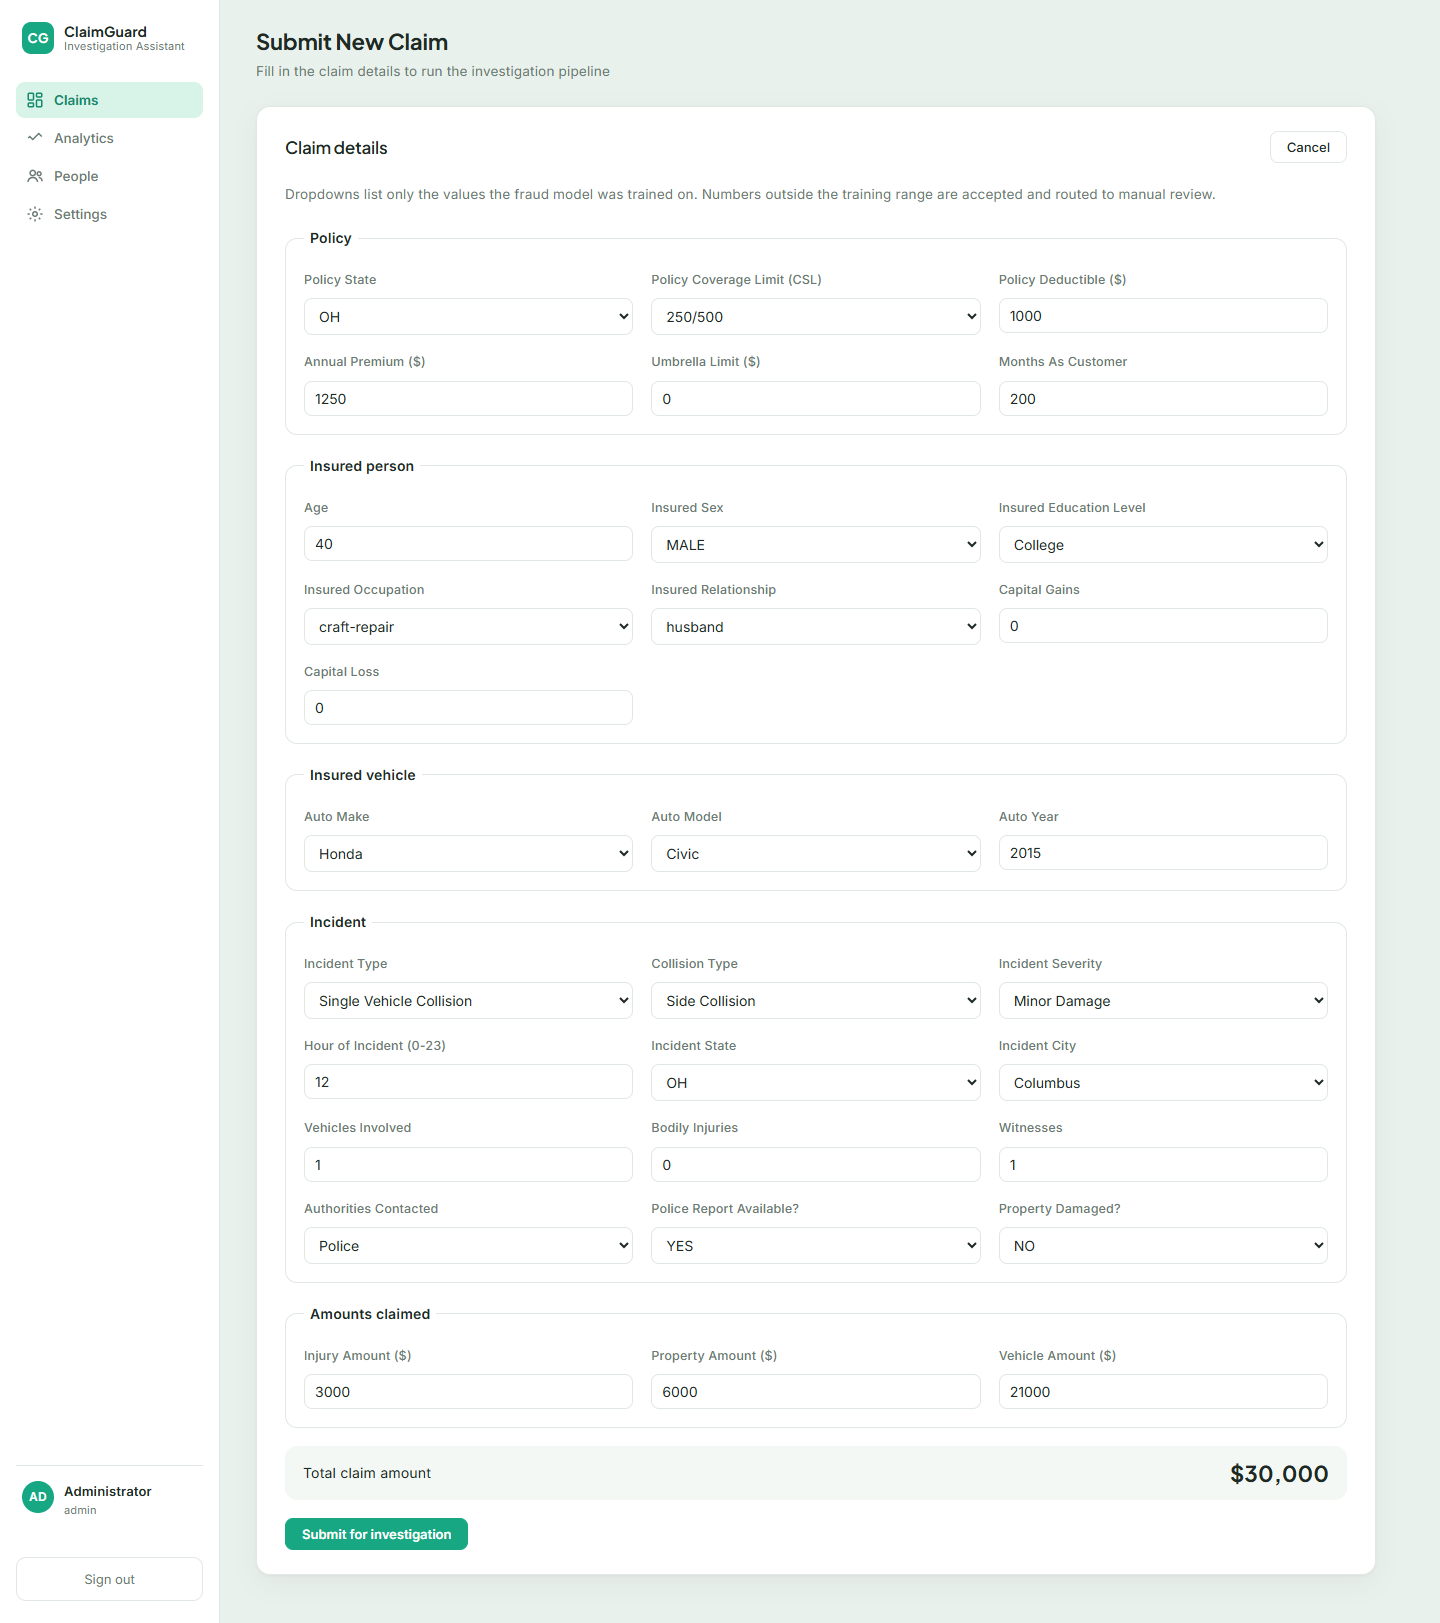 CG
ClaimGuard
Investigation Assistant
Claims
Analytics
People
Settings
Submit New Claim
Fill in the claim details to run the investigation pipeline
Claim details
Cancel
Dropdowns list only the values the fraud model was trained on. Numbers outside the training range are accepted and routed to manual review.
Policy
Policy State
Policy Coverage Limit (CSL)
Policy Deductible ($)
OH
250/500
1000
Annual Premium ($)
Umbrella Limit ($)
Months As Customer
1250
0
200
Insured person
Age
Insured Sex
Insured Education Level
40
MALE
College
Insured Occupation
Insured Relationship
Capital Gains
craft-repair
husband
0
Capital Loss
0
Insured vehicle
Auto Make
Auto Model
Auto Year
Honda
Civic
2015
Incident
Incident Type
Collision Type
Incident Severity
Single Vehicle Collision
Side Collision
Minor Damage
Hour of Incident (0-23)
Incident State
Incident City
12
OH
Columbus
Vehicles Involved
Bodily Injuries
Witnesses
1
0
1
Authorities Contacted
Police Report Available?
Property Damaged?
Police
YES
NO
Amounts claimed
Injury Amount ($)
Property Amount ($)
Vehicle Amount ($)
3000
6000
21000
Total claim amount
$30,000
Submit for investigation
AD
Administrator
admin
Sign out